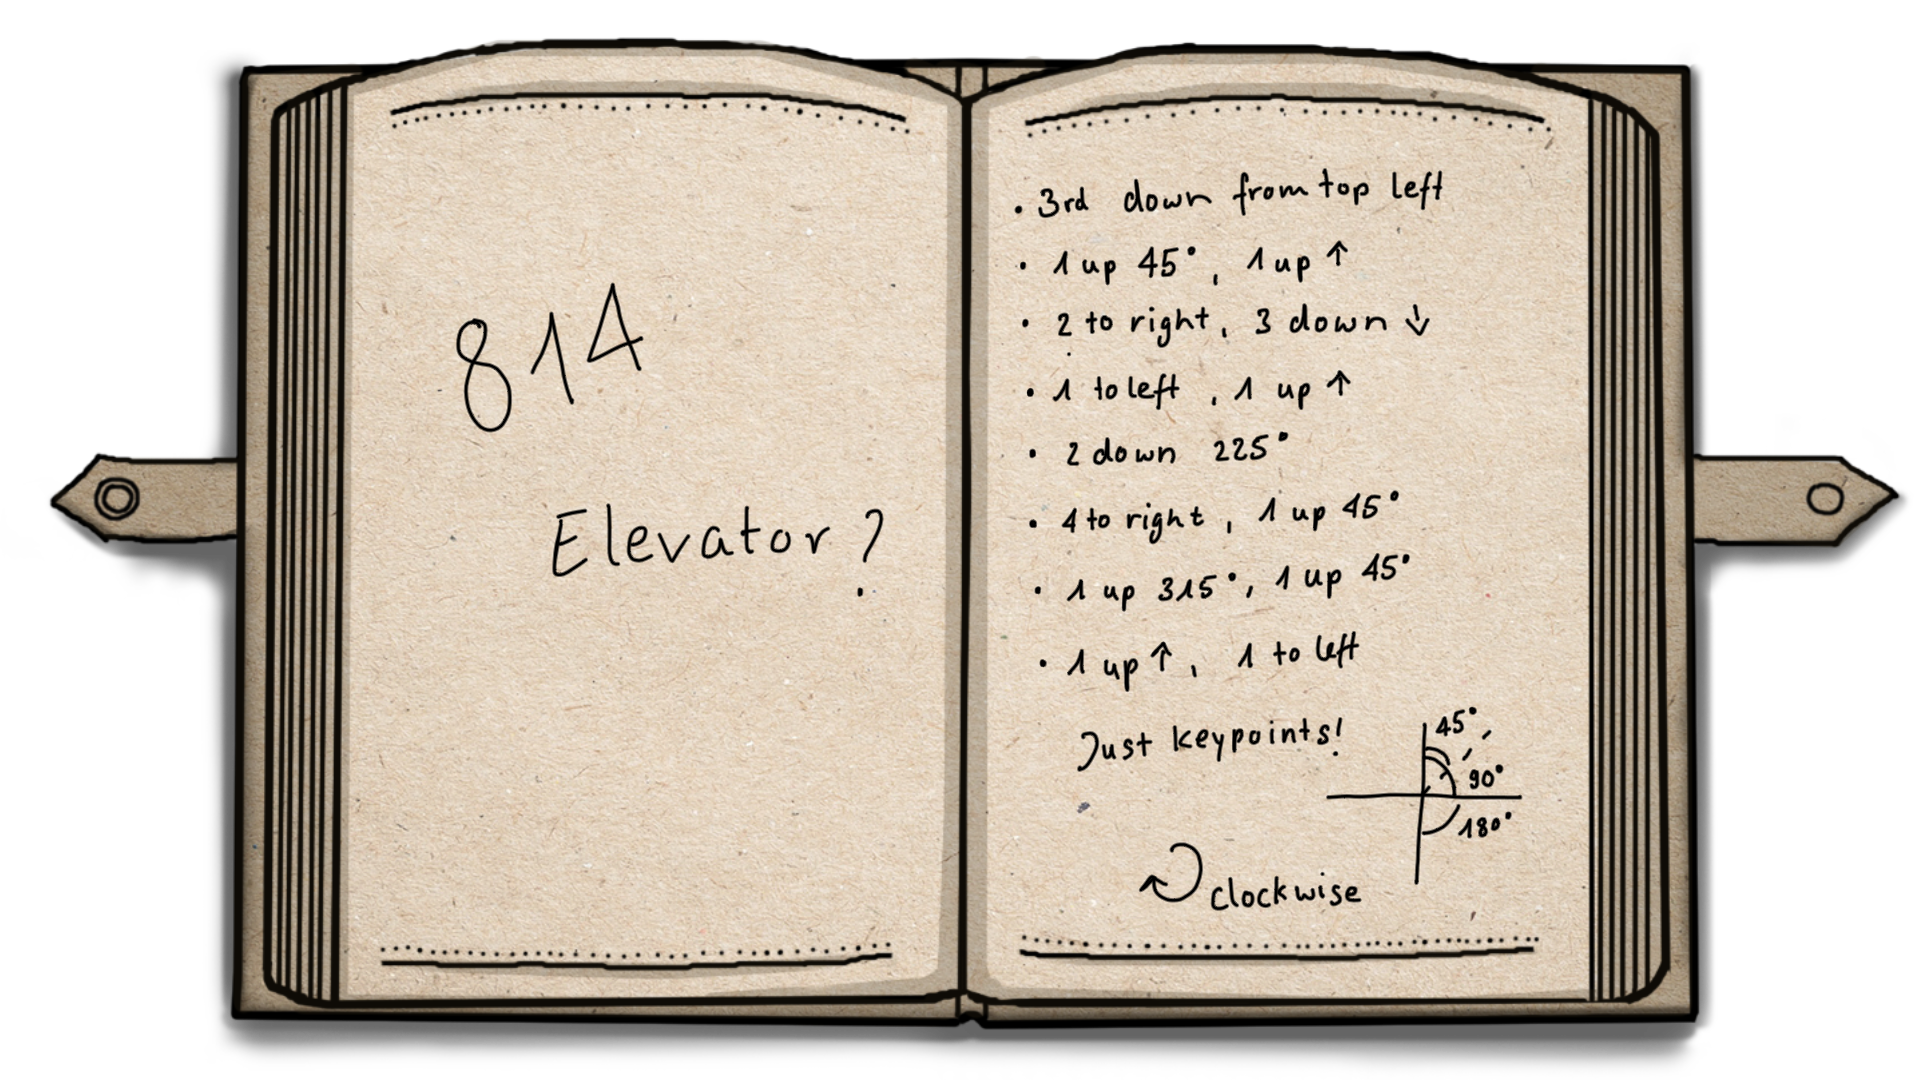 814
Elevator?
• 3rd down from top left
• 1 up 45°, 1 up ↑
• 2 to right, 3 down ↓
• 1 to left, 1 up ↑
• 2 down 225°
• 4 to right, 1 up 45°
• 1 up 315°, 1 up 45°
• 1 up ↑, 1 to left
Just keypoints!
45°
90°
180°
clockwise